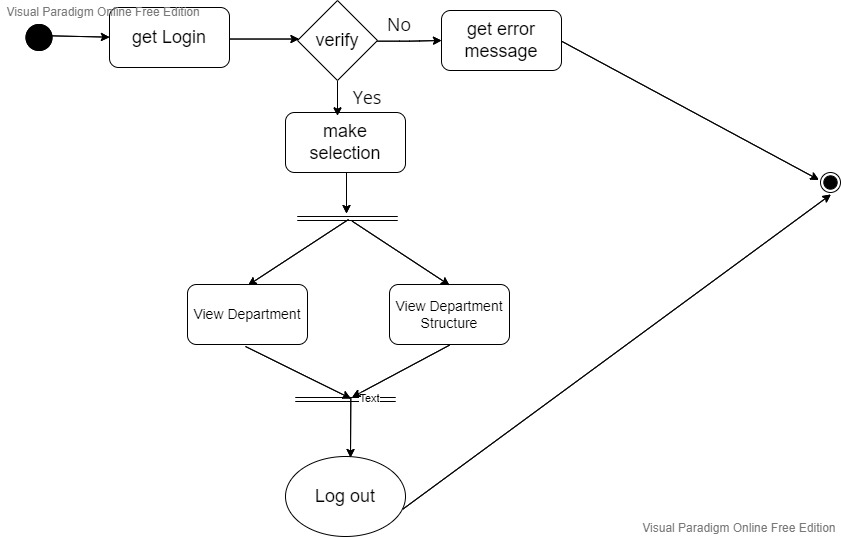 Visual Paradigm Online Free Edition
get Login
verify
No
get error
message
Yes
make
selection
View Department
View Department
Structure
Text
Log out
Visual Paradigm Online Free Edition